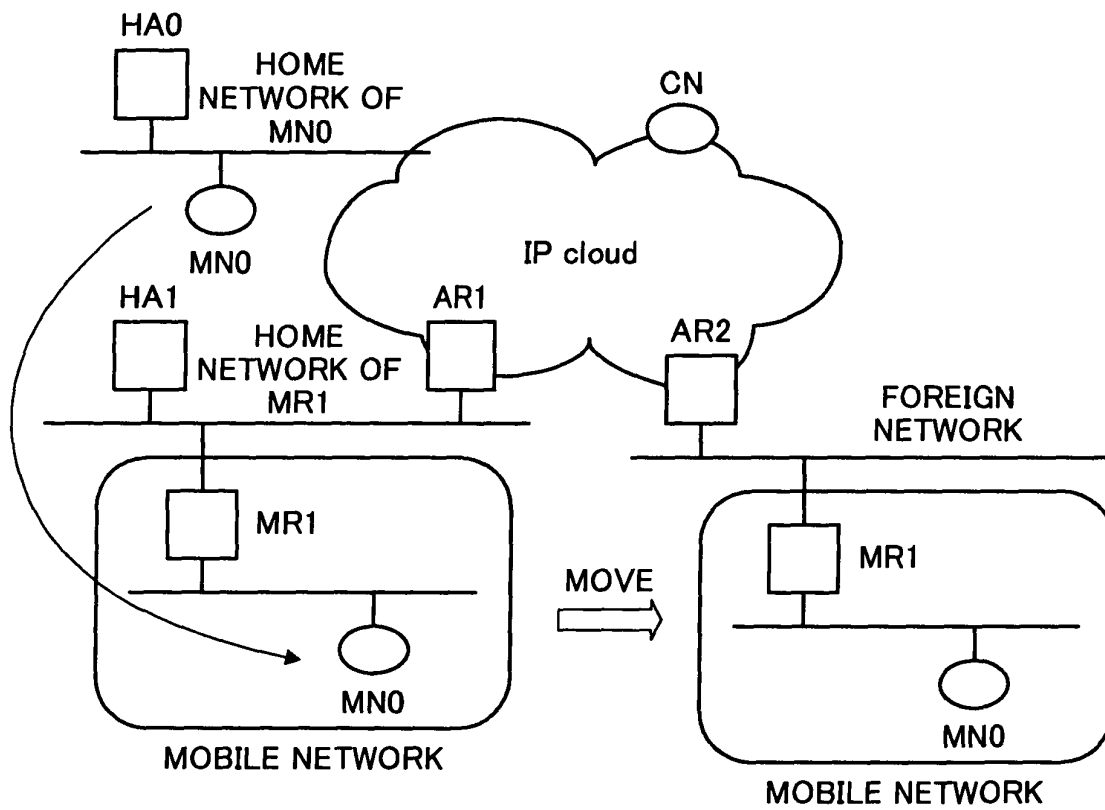 HA0
HOME
NETWORK OF
MN0
CN
MN0
IP cloud
HA1
HOME
NETWORK OF
MR1
AR1
AR2
FOREIGN
NETWORK
MR1
MN0
MOBILE NETWORK
MOVE
MR1
MN0
MOBILE NETWORK